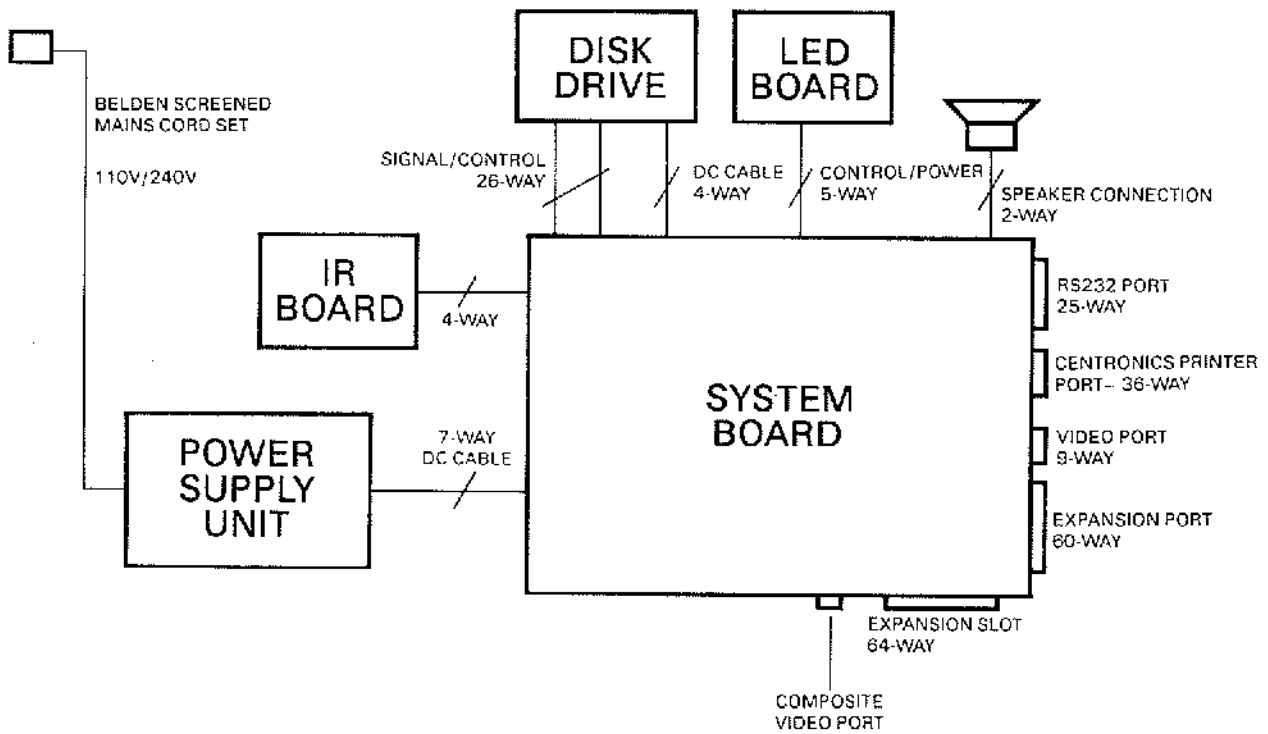 DISK
DRIVE
LED
BOARD
BELDEN SCREENED
MAINS CORD SET
110V/240V
SIGNAL/CONTROL
26-WAY
DC CABLE
4-WAY
CONTROL/POWER
5-WAY
SPEAKER CONNECTION
2-WAY
IR
BOARD
4-WAY
RS232 PORT
25-WAY
CENTRONICS PRINTER
PORT– 36-WAY
SYSTEM
BOARD
VIDEO PORT
9-WAY
7-WAY
DC CABLE
POWER
SUPPLY
UNIT
EXPANSION PORT
60-WAY
EXPANSION SLOT
64-WAY
COMPOSITE
VIDEO PORT